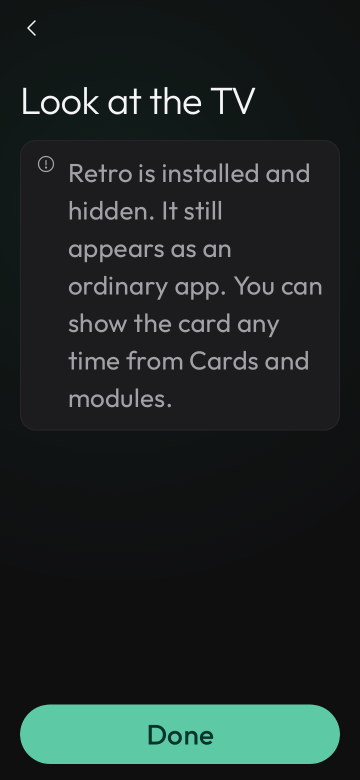 Look at the TV
Retro is installed and
hidden. It still
appears as an
ordinary app. You can
show the card any
time from Cards and
modules.
Done